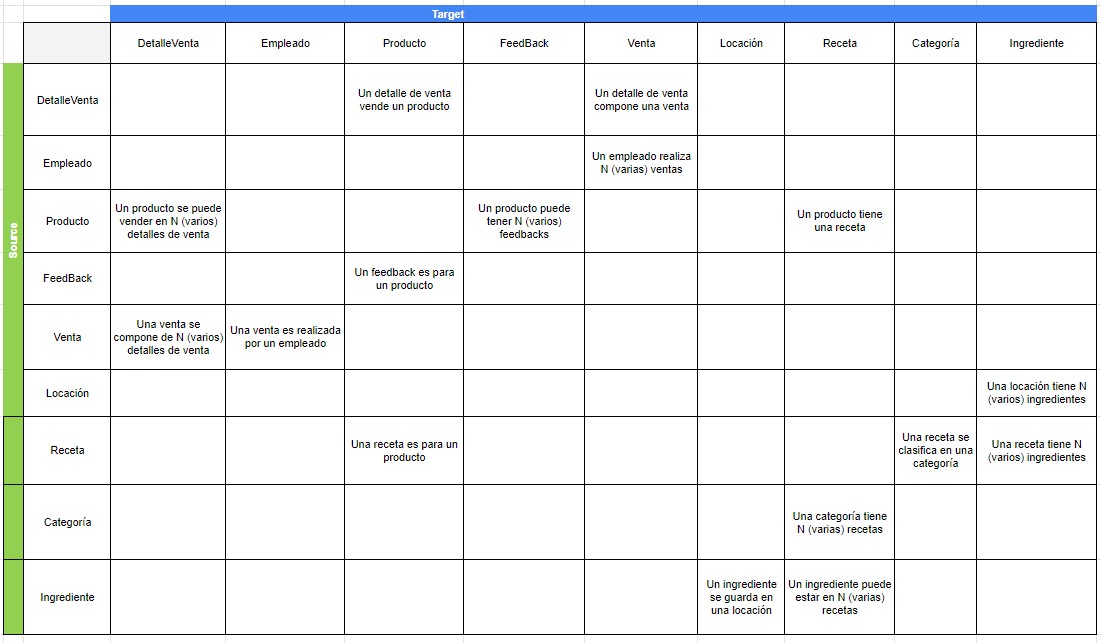 Target
DetalleVenta Empleado Producto FeedBack Venta Locación Receta Categoría Ingrediente
Source
DetalleVenta
Un detalle de venta
vende un producto
Un detalle de venta
compone una venta
Empleado
Un empleado realiza
N (varias) ventas
Producto
Un producto se puede
vender en N (varios)
detalles de venta
Un producto puede
tener N (varios)
feedbacks
Un producto tiene
una receta
FeedBack
Un feedback es para
un producto
Venta
Una venta se
compone de N (varios)
detalles de venta
Una venta es realizada
por un empleado
Locación
Una locación tiene N
(varios) ingredientes
Receta
Una receta es para un
producto
Una receta se
clasifica en una
categoría
Una receta tiene N
(varios) ingredientes
Categoría
Una categoría tiene
N (varias) recetas
Ingrediente
Un ingrediente
se guarda en
una locación
Un ingrediente puede
estar en N (varias)
recetas